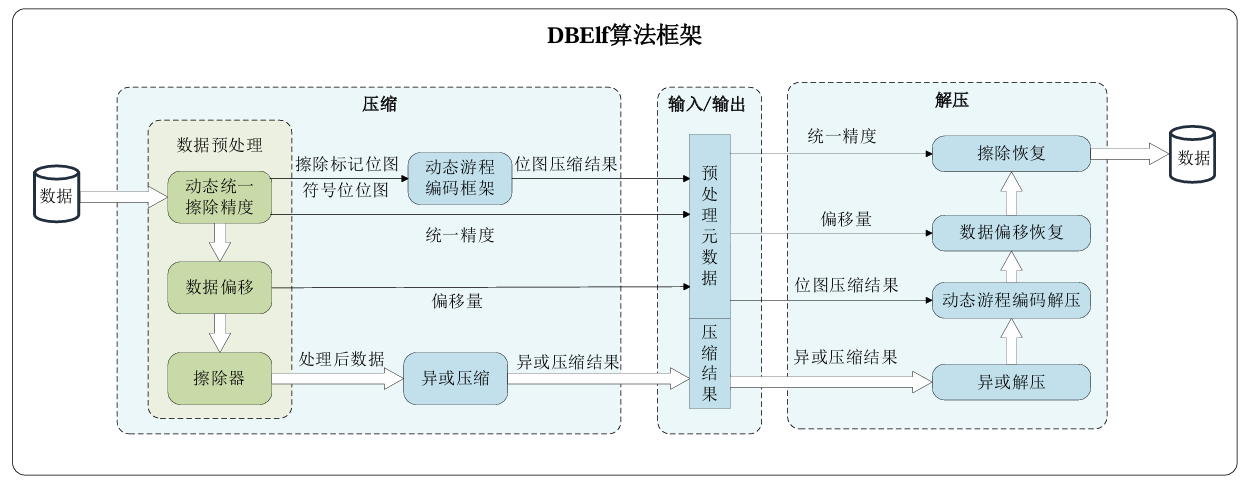 DBElf算法框架
压缩
输入/输出
解压
数据
数据预处理
动态统一
擦除精度
数据偏移
擦除器
擦除标记位图
符号位位图
动态游程
编码框架
位图压缩结果
统一精度
偏移量
处理后数据
异或压缩
异或压缩结果
预处理元数据
压缩结果
统一精度
偏移量
位图压缩结果
异或压缩结果
擦除恢复
数据偏移恢复
动态游程编码解压
异或解压
数据